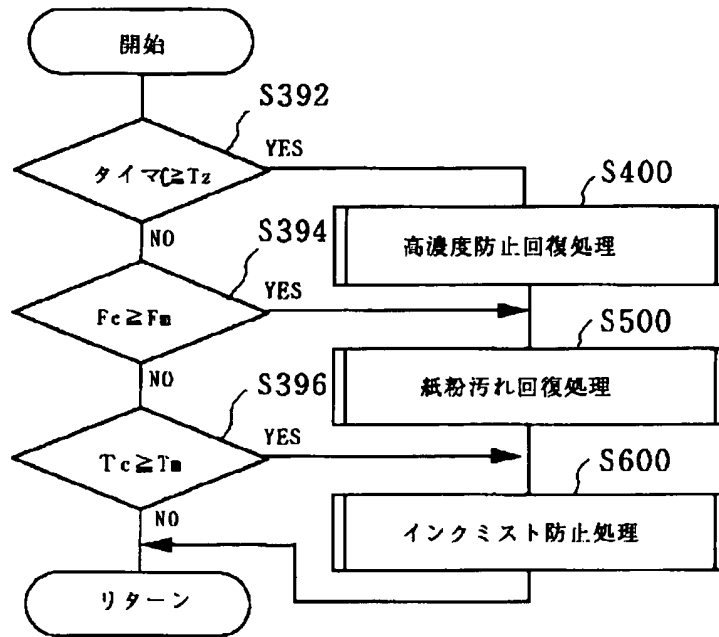 開始
S392
タイマC≧Tz
YES
S400
高濃度防止回復処理
NO
S394
Fc≧Fm
YES
S500
紙粉汚れ回復処理
NO
S396
Tc≧Tm
YES
S600
インクミスト防止処理
NO
リターン